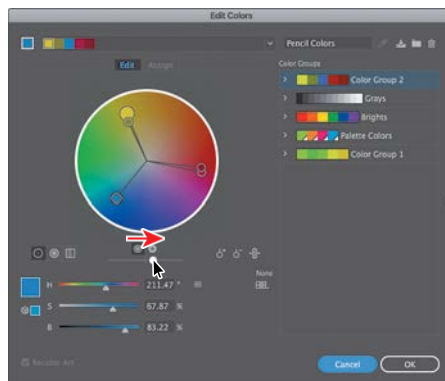 Edit Colors
Pencil Colors
Edit Assign
Color Groups
Color Group 2
Grays
Brights
Palette Colors
Color Group 1
None
H 211.47 °
S 67.87 %
B 83.22 %
Recolor Art
Cancel OK